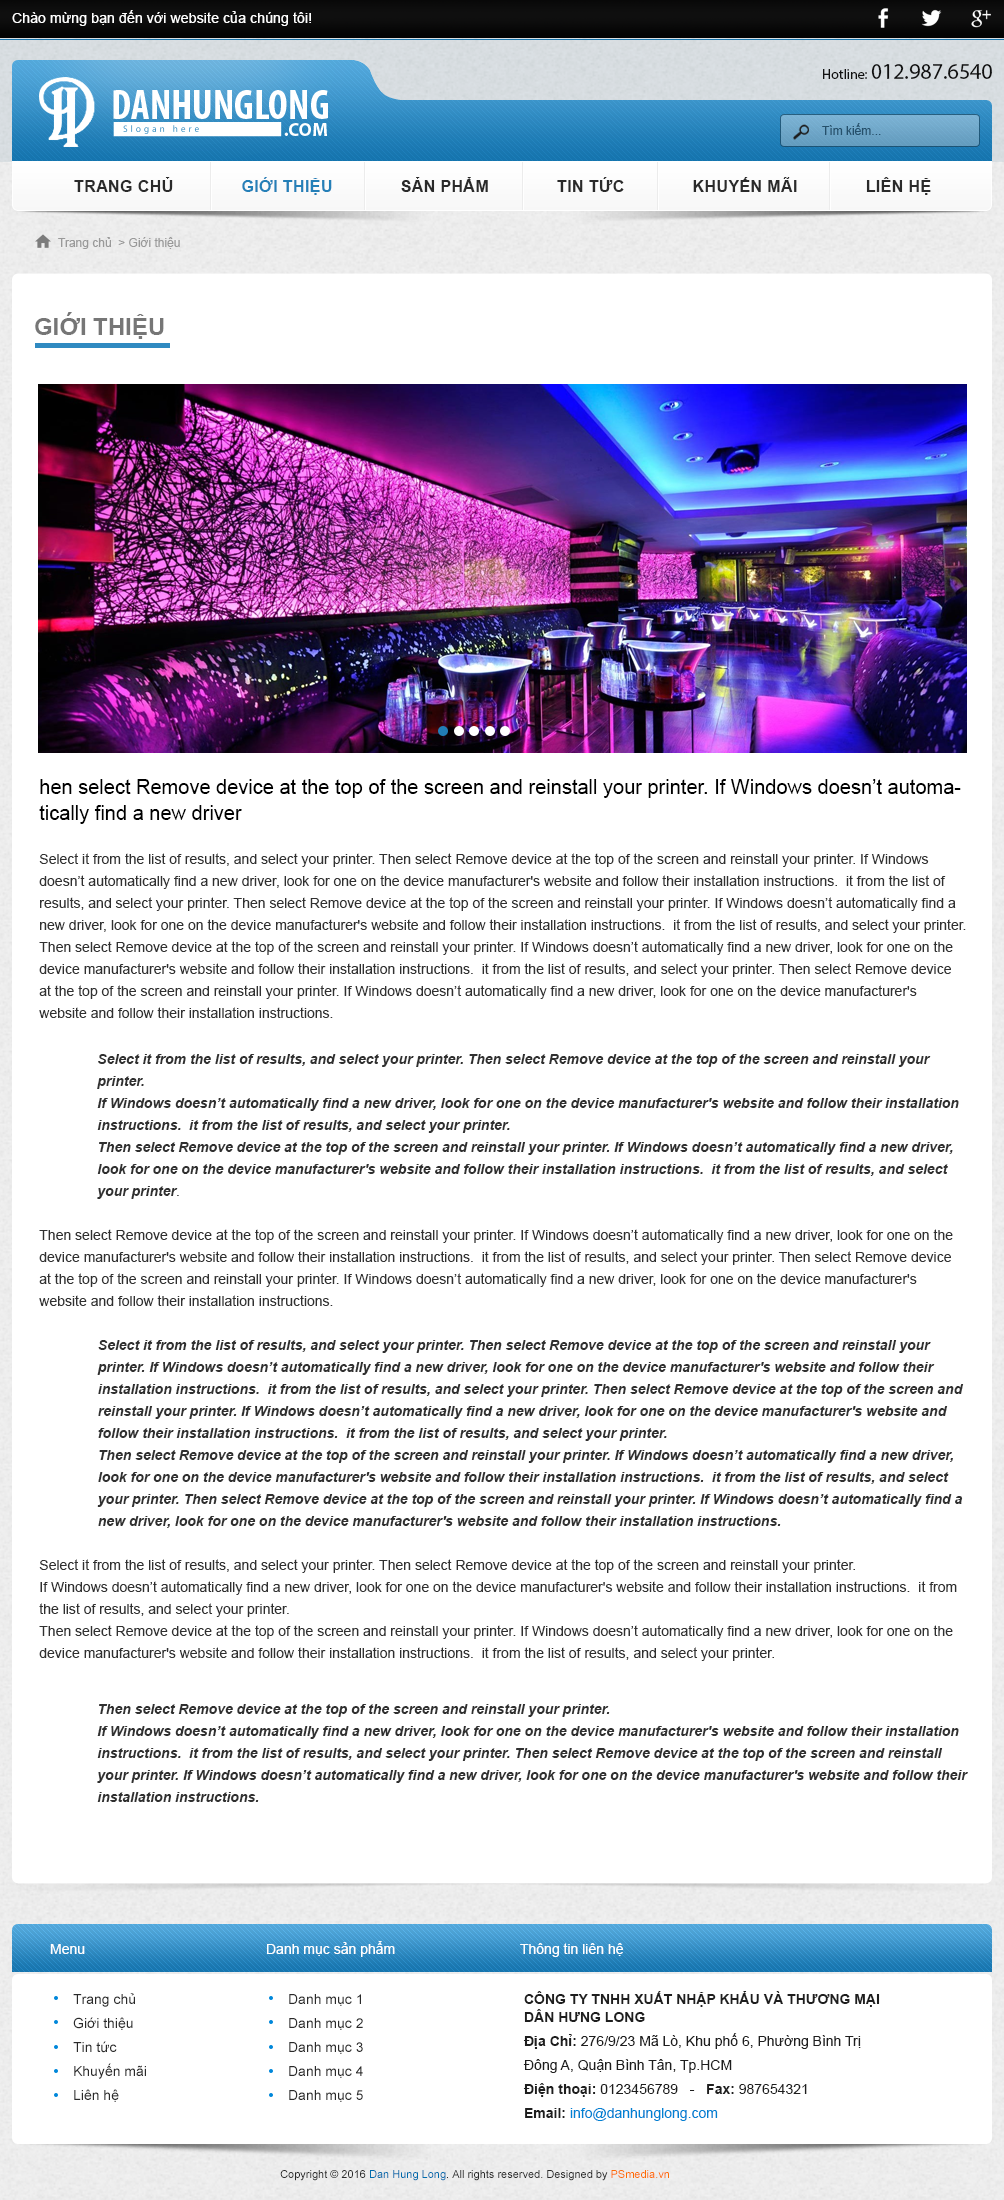 Chào mừng bạn đến với website của chúng tôi!
Hotline: 012.987.6540
DANHUNGLONG
Slogan here
.COM
Tìm kiếm...
TRANG CHỦ GIỚI THIỆU SẢN PHẨM TIN TỨC KHUYẾN MÃI LIÊN HỆ
Trang chủ > Giới thiệu
GIỚI THIỆU
hen select Remove device at the top of the screen and reinstall your printer. If Windows doesn’t automa-
tically find a new driver
Select it from the list of results, and select your printer. Then select Remove device at the top of the screen and reinstall your printer. If Windows
doesn’t automatically find a new driver, look for one on the device manufacturer's website and follow their installation instructions.  it from the list of
results, and select your printer. Then select Remove device at the top of the screen and reinstall your printer. If Windows doesn’t automatically find a
new driver, look for one on the device manufacturer's website and follow their installation instructions.  it from the list of results, and select your printer.
Then select Remove device at the top of the screen and reinstall your printer. If Windows doesn’t automatically find a new driver, look for one on the
device manufacturer's website and follow their installation instructions.  it from the list of results, and select your printer. Then select Remove device
at the top of the screen and reinstall your printer. If Windows doesn’t automatically find a new driver, look for one on the device manufacturer's
website and follow their installation instructions.
Select it from the list of results, and select your printer. Then select Remove device at the top of the screen and reinstall your
printer.
If Windows doesn’t automatically find a new driver, look for one on the device manufacturer's website and follow their installation
instructions.  it from the list of results, and select your printer.
Then select Remove device at the top of the screen and reinstall your printer. If Windows doesn’t automatically find a new driver,
look for one on the device manufacturer's website and follow their installation instructions.  it from the list of results, and select
your printer.
Then select Remove device at the top of the screen and reinstall your printer. If Windows doesn’t automatically find a new driver, look for one on the
device manufacturer's website and follow their installation instructions.  it from the list of results, and select your printer. Then select Remove device
at the top of the screen and reinstall your printer. If Windows doesn’t automatically find a new driver, look for one on the device manufacturer's
website and follow their installation instructions.
Select it from the list of results, and select your printer. Then select Remove device at the top of the screen and reinstall your
printer. If Windows doesn’t automatically find a new driver, look for one on the device manufacturer's website and follow their
installation instructions.  it from the list of results, and select your printer. Then select Remove device at the top of the screen and
reinstall your printer. If Windows doesn’t automatically find a new driver, look for one on the device manufacturer's website and
follow their installation instructions.  it from the list of results, and select your printer.
Then select Remove device at the top of the screen and reinstall your printer. If Windows doesn’t automatically find a new driver,
look for one on the device manufacturer's website and follow their installation instructions.  it from the list of results, and select
your printer. Then select Remove device at the top of the screen and reinstall your printer. If Windows doesn’t automatically find a
new driver, look for one on the device manufacturer's website and follow their installation instructions.
Select it from the list of results, and select your printer. Then select Remove device at the top of the screen and reinstall your printer.
If Windows doesn’t automatically find a new driver, look for one on the device manufacturer's website and follow their installation instructions.  it from
the list of results, and select your printer.
Then select Remove device at the top of the screen and reinstall your printer. If Windows doesn’t automatically find a new driver, look for one on the
device manufacturer's website and follow their installation instructions.  it from the list of results, and select your printer.
Then select Remove device at the top of the screen and reinstall your printer.
If Windows doesn’t automatically find a new driver, look for one on the device manufacturer's website and follow their installation
instructions.  it from the list of results, and select your printer. Then select Remove device at the top of the screen and reinstall
your printer. If Windows doesn’t automatically find a new driver, look for one on the device manufacturer's website and follow their
installation instructions.
Menu
Trang chủ
Giới thiệu
Tin tức
Khuyến mãi
Liên hệ
Danh mục sản phẩm
Danh mục 1
Danh mục 2
Danh mục 3
Danh mục 4
Danh mục 5
Thông tin liên hệ
CÔNG TY TNHH XUẤT NHẬP KHẨU VÀ THƯƠNG MẠI
DÂN HƯNG LONG
Địa Chỉ: 276/9/23 Mã Lò, Khu phố 6, Phường Bình Trị
Đông A, Quận Bình Tân, Tp.HCM
Điện thoại: 0123456789 - Fax: 987654321
Email: info@danhunglong.com
Copyright © 2016 Dan Hung Long. All rights reserved. Designed by PSmedia.vn